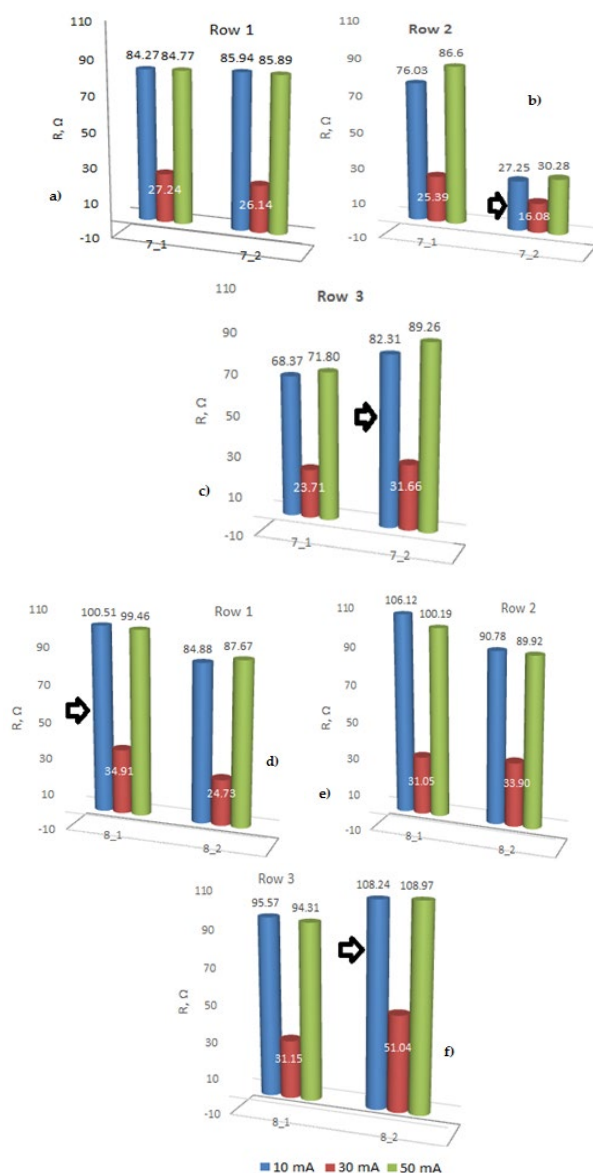 Row 1
110
90
70
50
30
10
-10
R, Ω
84.27 84.77 85.94 85.89
27.24 26.14
7_1 7_2
a)
Row 2
110
90
70
50
30
10
-10
R, Ω
76.03 86.6 27.25 30.28
25.39 16.08
7_1 7_2
b)
Row 3
110
90
70
50
30
10
-10
R, Ω
68.37 71.80 82.31 89.26
23.71 31.66
7_1 7_2
c)
Row 1
110
90
70
50
30
10
-10
R, Ω
100.51 99.46 84.88 87.67
34.91 24.73
8_1 8_2
d)
Row 2
110
90
70
50
30
10
-10
R, Ω
106.12 100.19 90.78 89.92
31.05 33.90
8_1 8_2
e)
Row 3
110
90
70
50
30
10
-10
R, Ω
95.57 94.31 108.24 108.97
31.15 51.04
8_1 8_2
f)
10 mA 30 mA 50 mA